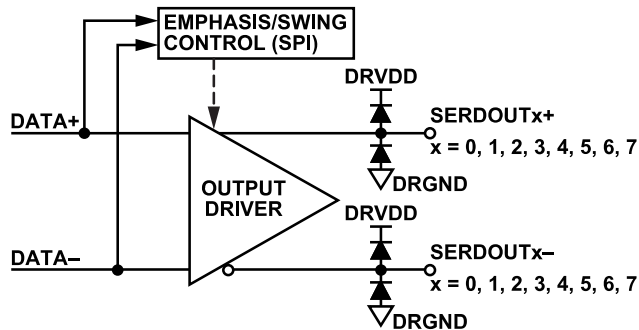 EMPHASIS/SWING
CONTROL (SPI)
DRVDD
DATA+
SERDOUTx+
x = 0, 1, 2, 3, 4, 5, 6, 7
OUTPUT
DRIVER
DRGND
DRVDD
DATA–
SERDOUTx–
x = 0, 1, 2, 3, 4, 5, 6, 7
DRGND